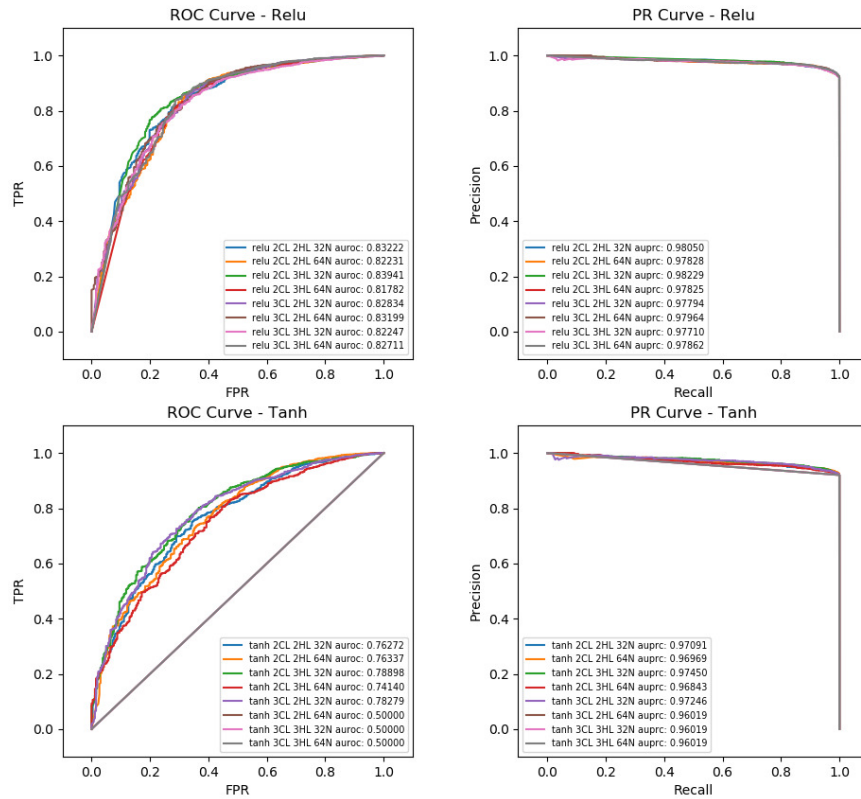 ROC Curve - Relu
1.0
0.8
0.6
0.4
0.2
0.0
TPR
relu 2CL 2HL 32N auroc: 0.83222
relu 2CL 2HL 64N auroc: 0.82231
relu 2CL 3HL 32N auroc: 0.83941
relu 2CL 3HL 64N auroc: 0.81782
relu 3CL 2HL 32N auroc: 0.82834
relu 3CL 2HL 64N auroc: 0.83199
relu 3CL 3HL 32N auroc: 0.82247
relu 3CL 3HL 64N auroc: 0.82711
0.0 0.2 0.4 0.6 0.8 1.0
FPR
PR Curve - Relu
1.0
0.8
0.6
0.4
0.2
0.0
Precision
relu 2CL 2HL 32N auprc: 0.98050
relu 2CL 2HL 64N auprc: 0.97828
relu 2CL 3HL 32N auprc: 0.98229
relu 2CL 3HL 64N auprc: 0.97825
relu 3CL 2HL 32N auprc: 0.97794
relu 3CL 2HL 64N auprc: 0.97964
relu 3CL 3HL 32N auprc: 0.97710
relu 3CL 3HL 64N auprc: 0.97862
0.0 0.2 0.4 0.6 0.8 1.0
Recall
ROC Curve - Tanh
1.0
0.8
0.6
0.4
0.2
0.0
TPR
tanh 2CL 2HL 32N auroc: 0.76272
tanh 2CL 2HL 64N auroc: 0.76337
tanh 2CL 3HL 32N auroc: 0.78898
tanh 2CL 3HL 64N auroc: 0.74140
tanh 3CL 2HL 32N auroc: 0.78279
tanh 3CL 2HL 64N auroc: 0.50000
tanh 3CL 3HL 32N auroc: 0.50000
tanh 3CL 3HL 64N auroc: 0.50000
0.0 0.2 0.4 0.6 0.8 1.0
FPR
PR Curve - Tanh
1.0
0.8
0.6
0.4
0.2
0.0
Precision
tanh 2CL 2HL 32N auprc: 0.97091
tanh 2CL 2HL 64N auprc: 0.96969
tanh 2CL 3HL 32N auprc: 0.97450
tanh 2CL 3HL 64N auprc: 0.96843
tanh 3CL 2HL 32N auprc: 0.97246
tanh 3CL 2HL 64N auprc: 0.96019
tanh 3CL 3HL 32N auprc: 0.96019
tanh 3CL 3HL 64N auprc: 0.96019
0.0 0.2 0.4 0.6 0.8 1.0
Recall